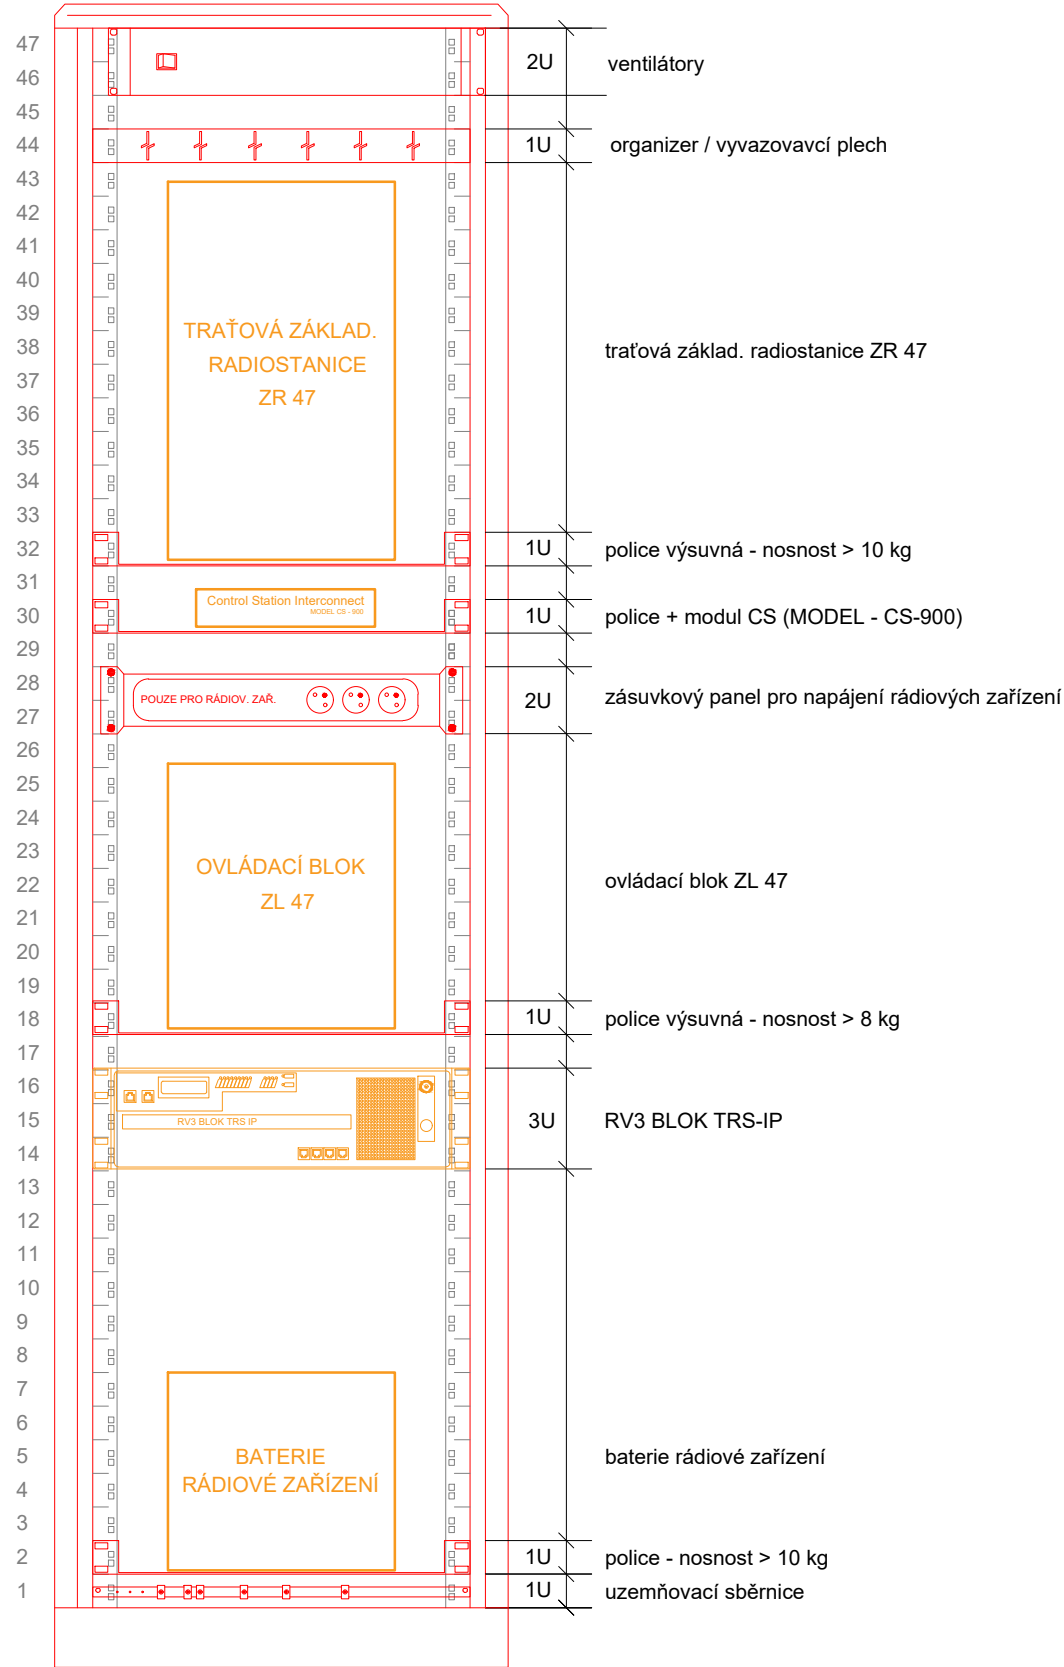 47
2U
ventilátory
46
45
44
1U
organizer / vyvazovavcí plech
43
42
41
40
39
38
37
36
35
34
33
TRAŤOVÁ ZÁKLAD.
RADIOSTANICE
ZR 47
traťová základ. radiostanice ZR 47
32
1U
police výsuvná - nosnost > 10 kg
31
Control Station Interconnect
MODEL CS - 900
30
1U
police + modul CS (MODEL - CS-900)
29
28
POUZE PRO RÁDIOV. ZAŘ.
2U
zásuvkový panel pro napájení rádiových zařízení
27
26
25
24
23
22
21
20
19
OVLÁDACÍ BLOK
ZL 47
ovládací blok ZL 47
18
1U
police výsuvná - nosnost > 8 kg
17
16
15
RV3 BLOK TRS IP
3U
RV3 BLOK TRS-IP
14
13
12
11
10
9
8
7
6
5
4
3
BATERIE
RÁDIOVÉ ZAŘÍZENÍ
baterie rádiové zařízení
2
1U
police - nosnost > 10 kg
1
1U
uzemňovací sběrnice